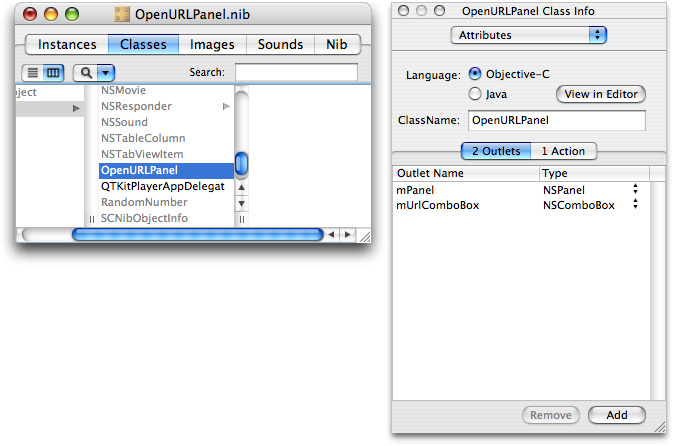 OpenURLPanel.nib
Instances Classes Images Sounds Nib
Search:
oject
NSMovie
NSResponder
NSSound
NSTableColumn
NSTabViewItem
OpenURLPanel
QTKitPlayerAppDelegat
RandomNumber
SCNibObjectInfo
OpenURLPanel Class Info
Attributes
Language: Objective-C
Java View in Editor
ClassName: OpenURLPanel
2 Outlets 1 Action
Outlet Name Type
mPanel NSPanel
mUrlComboBox NSComboBox
Remove Add